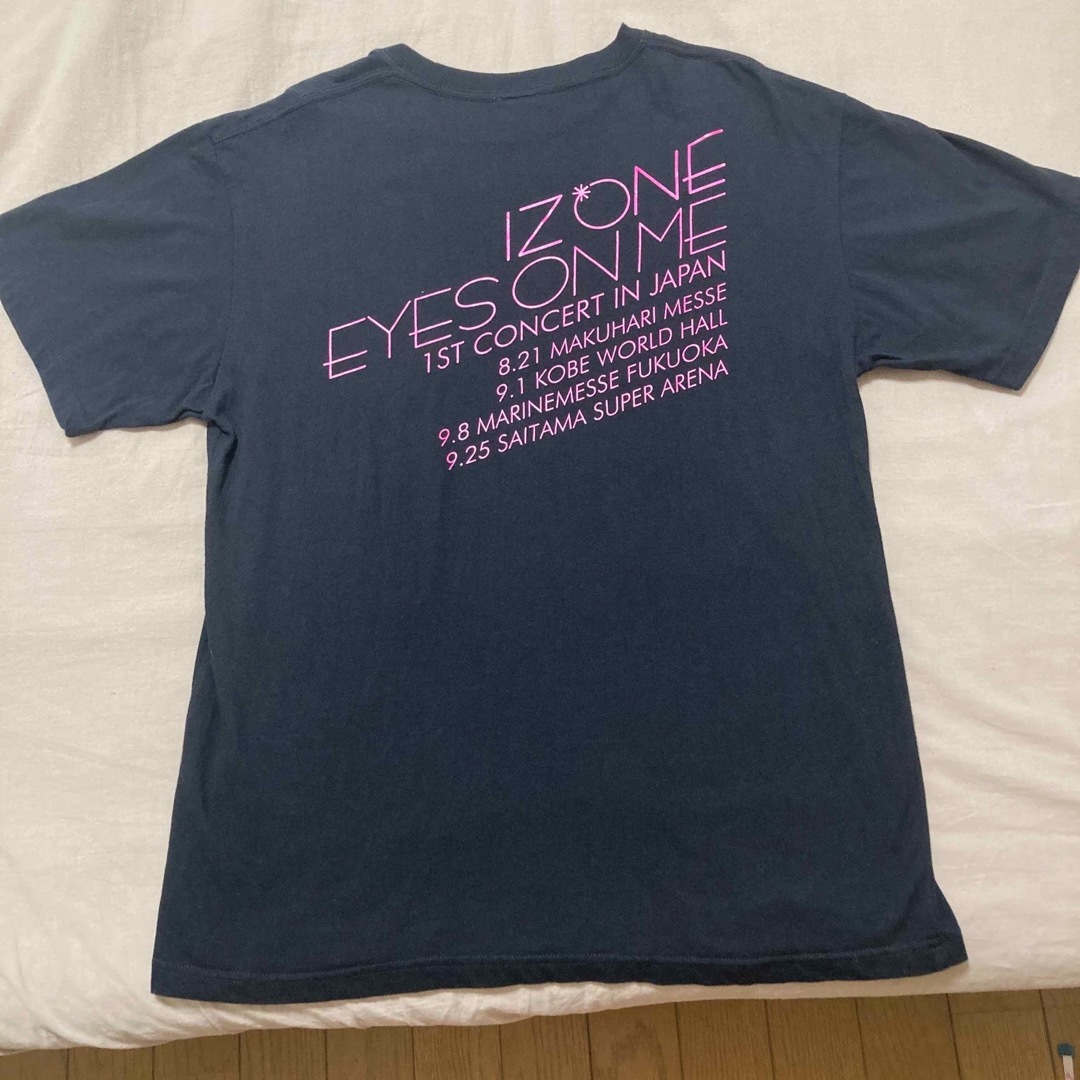 IZ*ONE
EYES ON ME
1ST CONCERT IN JAPAN
8.21 MAKUHARI MESSE
9.1 KOBE WORLD HALL
9.8 MARINEMESSE FUKUOKA
9.25 SAITAMA SUPER ARENA